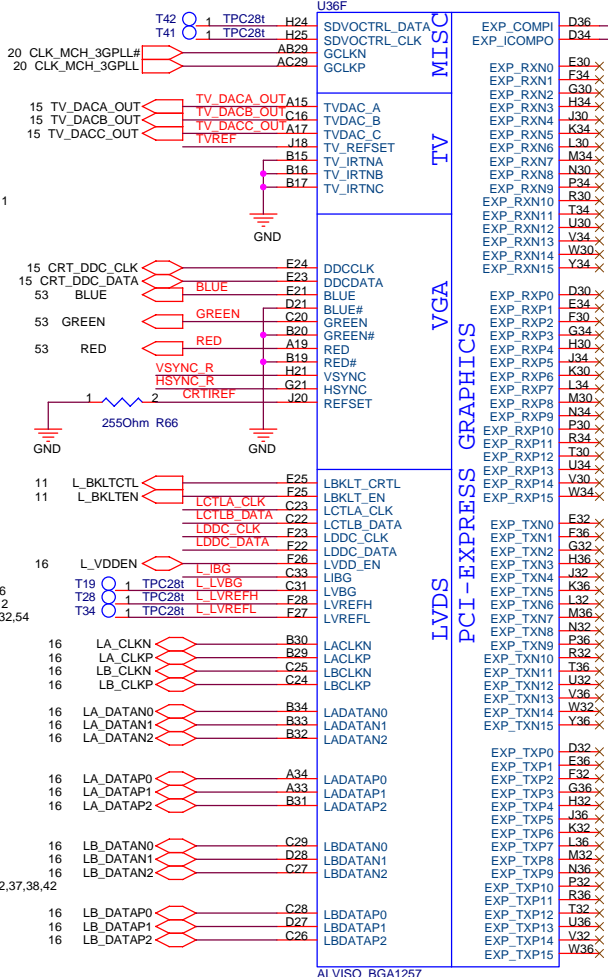 U36F
T42 1 TPC28t H24 SDVOCTRL_DATA EXP_COMPI D36
T41 1 TPC28t H25 SDVOCTRL_CLK EXP_ICOMPO D34
20 CLK_MCH_3GPLL# AB29 GCLKN
20 CLK_MCH_3GPLL AC29 GCLKP
MISC
EXP_RXN0 E30
EXP_RXN1 F34
EXP_RXN2 G30
EXP_RXN3 H34
EXP_RXN4 J30
EXP_RXN5 K34
EXP_RXN6 L30
EXP_RXN7 M34
EXP_RXN8 N30
EXP_RXN9 P34
EXP_RXN10 R30
EXP_RXN11 T34
EXP_RXN12 U30
EXP_RXN13 V34
EXP_RXN14 W30
EXP_RXN15 Y34
15 TV_DACA_OUT TV_DACA_OUT A15 TVDAC_A
15 TV_DACB_OUT TV_DACB_OUT C16 TVDAC_B
15 TV_DACC_OUT TV_DACC_OUT A17 TVDAC_C
TVREF J18 TV_REFSET
B15 TV_IRTNA
B16 TV_IRTNB
B17 TV_IRTNC
TV
1
GND
15 CRT_DDC_CLK E24 DDCCLK
15 CRT_DDC_DATA E23 DDCDATA
53 BLUE BLUE E21 BLUE
D21 BLUE#
53 GREEN GREEN C20 GREEN
B20 GREEN#
53 RED RED A19 RED
B19 RED#
VSYNC_R H21 VSYNC
HSYNC_R G21 HSYNC
1 2 CRTIREF J20 REFSET
255Ohm R66
GND
GND
VGA
PCI-EXPRESS GRAPHICS
EXP_RXP0 D30
EXP_RXP1 E34
EXP_RXP2 F30
EXP_RXP3 G34
EXP_RXP4 H30
EXP_RXP5 J34
EXP_RXP6 K30
EXP_RXP7 L34
EXP_RXP8 M30
EXP_RXP9 N34
EXP_RXP10 P30
EXP_RXP11 R34
EXP_RXP12 T30
EXP_RXP13 U34
EXP_RXP14 V30
EXP_RXP15 W34
11 L_BKLTCTL E25 LBKLT_CRTL
11 L_BKLTEN F25 LBKLT_EN
LCTLA_CLK C23 LCTLA_CLK
LCTLB_DATA C22 LCTLB_DATA
LDDC_CLK F23 LDDC_CLK
LDDC_DATA F22 LDDC_DATA
16 L_VDDEN F26 LVDD_EN
L_IBG C33 LIBG
T19 1 TPC28t L_LVBG C31 LVBG
T28 1 TPC28t L_LVREFH F28 LVREFH
T34 1 TPC28t L_LVREFL F27 LVREFL
6
2
32,54
LVDS
16 LA_CLKN B30 LACLKN
16 LA_CLKP B29 LACLKP
16 LB_CLKN C25 LBCLKN
16 LB_CLKP C24 LBCLKP
16 LA_DATAN0 B34 LADATAN0
16 LA_DATAN1 B33 LADATAN1
16 LA_DATAN2 B32 LADATAN2
EXP_TXN0 E32
EXP_TXN1 F36
EXP_TXN2 G32
EXP_TXN3 H36
EXP_TXN4 J32
EXP_TXN5 K36
EXP_TXN6 L32
EXP_TXN7 M36
EXP_TXN8 N32
EXP_TXN9 P36
EXP_TXN10 R32
EXP_TXN11 T36
EXP_TXN12 U32
EXP_TXN13 V36
EXP_TXN14 W32
EXP_TXN15 Y36
16 LA_DATAP0 A34 LADATAP0
16 LA_DATAP1 A33 LADATAP1
16 LA_DATAP2 B31 LADATAP2
16 LB_DATAN0 C29 LBDATAN0
16 LB_DATAN1 D28 LBDATAN1
16 LB_DATAN2 C27 LBDATAN2
2,37,38,42
16 LB_DATAP0 C28 LBDATAP0
16 LB_DATAP1 D27 LBDATAP1
16 LB_DATAP2 C26 LBDATAP2
EXP_TXP0 D32
EXP_TXP1 E36
EXP_TXP2 F32
EXP_TXP3 G36
EXP_TXP4 H32
EXP_TXP5 J36
EXP_TXP6 K32
EXP_TXP7 L36
EXP_TXP8 M32
EXP_TXP9 N36
EXP_TXP10 P32
EXP_TXP11 R36
EXP_TXP12 T32
EXP_TXP13 U36
EXP_TXP14 V32
EXP_TXP15 W36
ALVISO_BGA1257